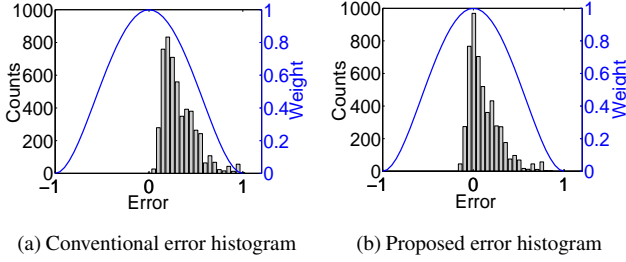 1000
800
600
400
200
0
Counts
−1 0 1
Error
1
0.8
0.6
0.4
0.2
0
Weight
(a) Conventional error histogram
1000
800
600
400
200
0
Counts
−1 0 1
Error
1
0.8
0.6
0.4
0.2
0
Weight
(b) Proposed error histogram